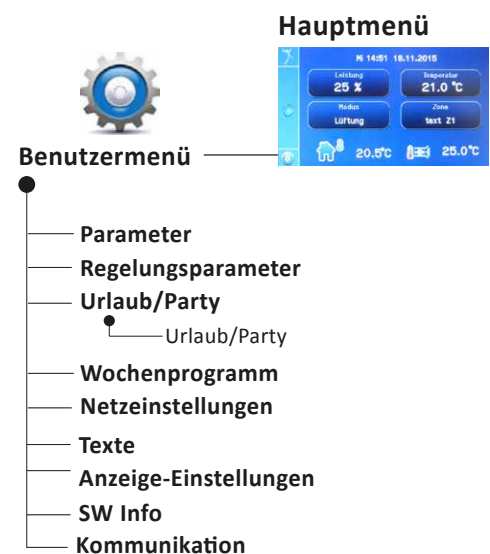 Hauptmenü
Mi 14:51 18.11.2015
Leistung
25 %
Temperatur
21.0 °C
Modus
Lüftung
Zone
text Z1
20.5°C
25.0°C
Benutzermenü
Parameter
Regelungsparameter
Urlaub/Party
Urlaub/Party
Wochenprogramm
Netzeinstellungen
Texte
Anzeige-Einstellungen
SW Info
Kommunikation